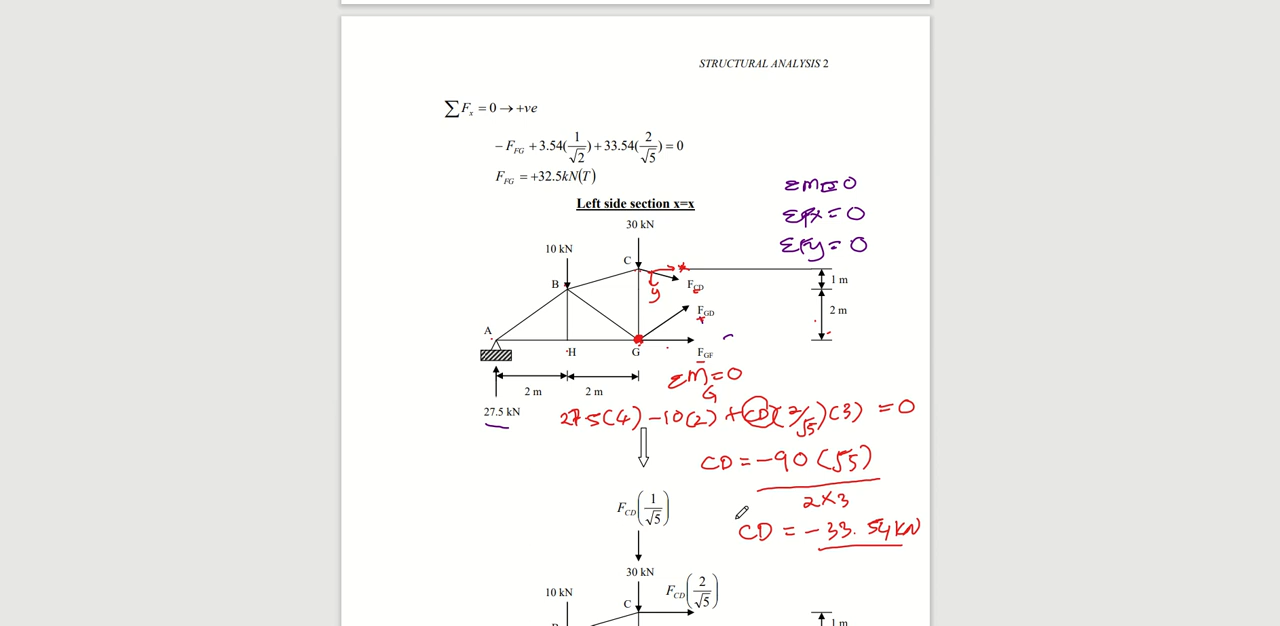 STRUCTURAL ANALYSIS 2
∑F_x = 0 → +ve
− F_FG + 3.54(1/√2) + 33.54(2/√5) = 0
F_FG = +32.5kN(T)
ΣM = 0
Σfx = 0
Σfy = 0
Left side section x=x
30 kN
10 kN
C
x
y
B
F_CD
1 m
F_GD
2 m
A
H
G
F_GF
2 m
2 m
ΣM_G = 0
27.5 kN
27.5(4) − 10(2) + CD(2/√5)(3) = 0
CD = −90(√5)
2×3
F_CD(1/√5)
CD = −33.54kN
30 kN
10 kN
F_CD(2/√5)
C
1 m